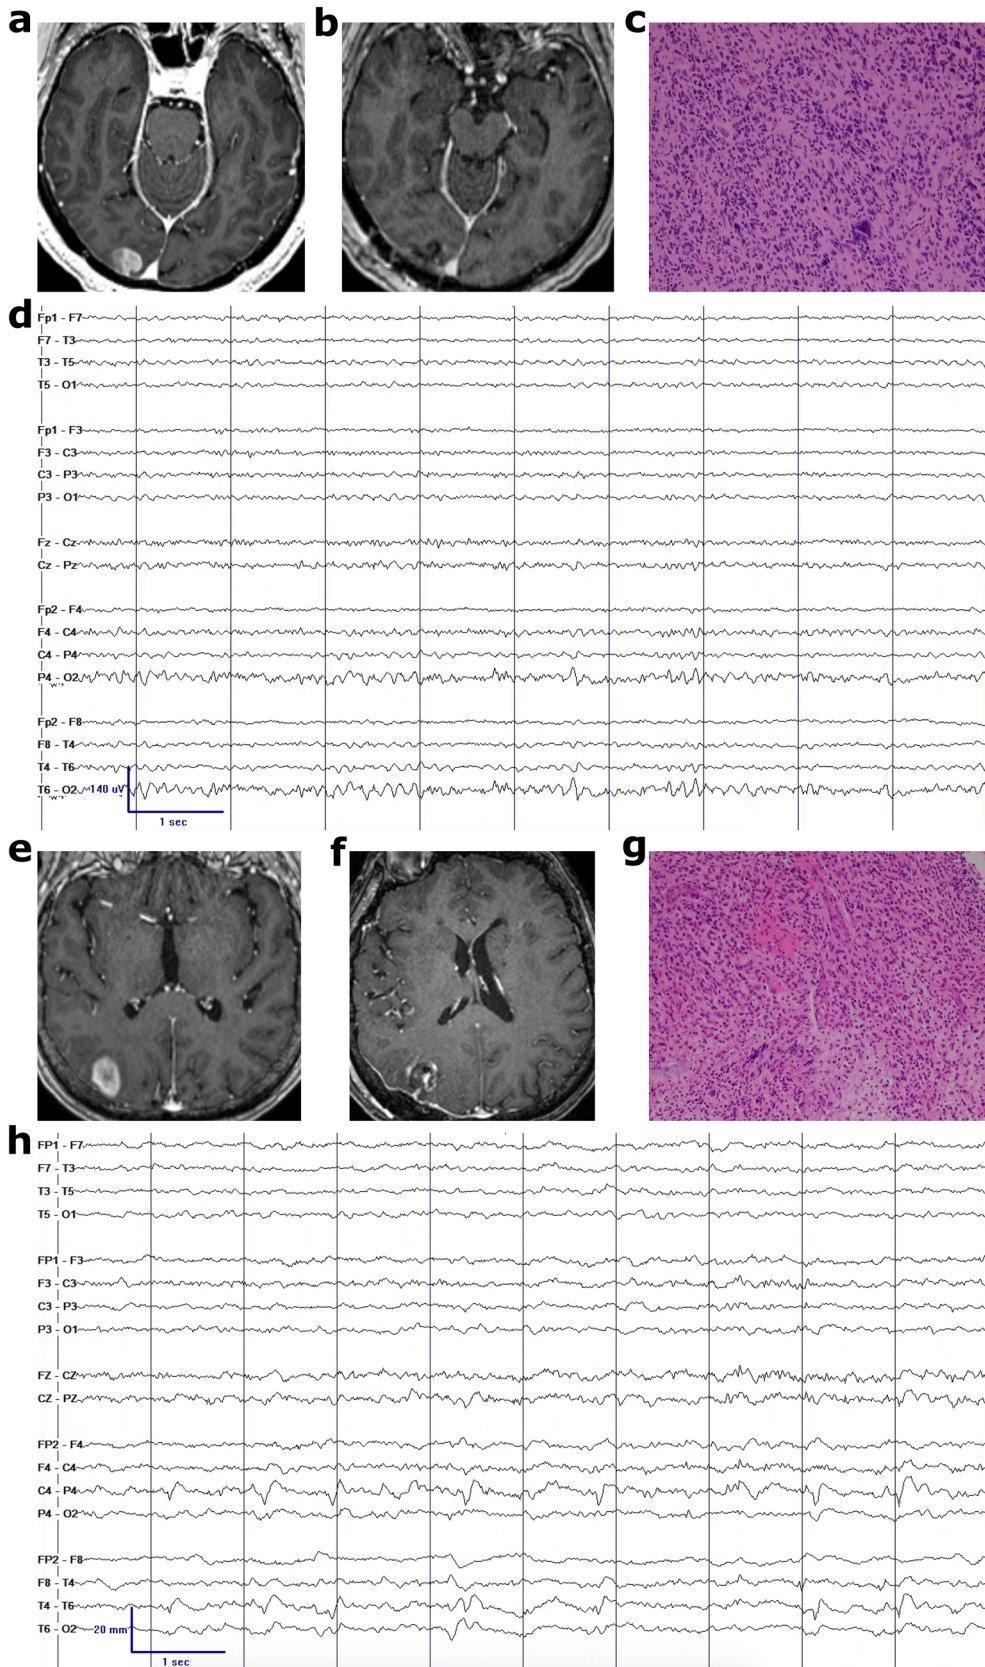 a
b
c
d
Fp1 - F7
F7 - T3
T3 - T5
T5 - O1
Fp1 - F3
F3 - C3
C3 - P3
P3 - O1
Fz - Cz
Cz - Pz
Fp2 - F4
F4 - C4
C4 - P4
P4 - O2
Fp2 - F8
F8 - T4
T4 - T6
T6 - O2
140 uV
1 sec
e
f
g
h
FP1 - F7
F7 - T3
T3 - T5
T5 - O1
FP1 - F3
F3 - C3
C3 - P3
P3 - O1
FZ - CZ
CZ - PZ
FP2 - F4
F4 - C4
C4 - P4
P4 - O2
FP2 - F8
F8 - T4
T4 - T6
T6 - O2
20 mm
1 sec